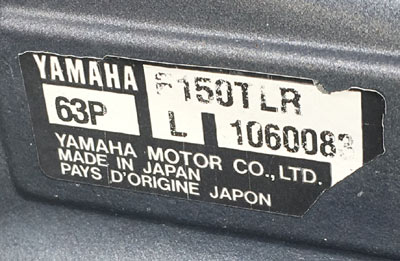 YAMAHA F150TLR
63P L 1060083
YAMAHA MOTOR CO., LTD.
MADE IN JAPAN
PAYS D'ORIGINE JAPON